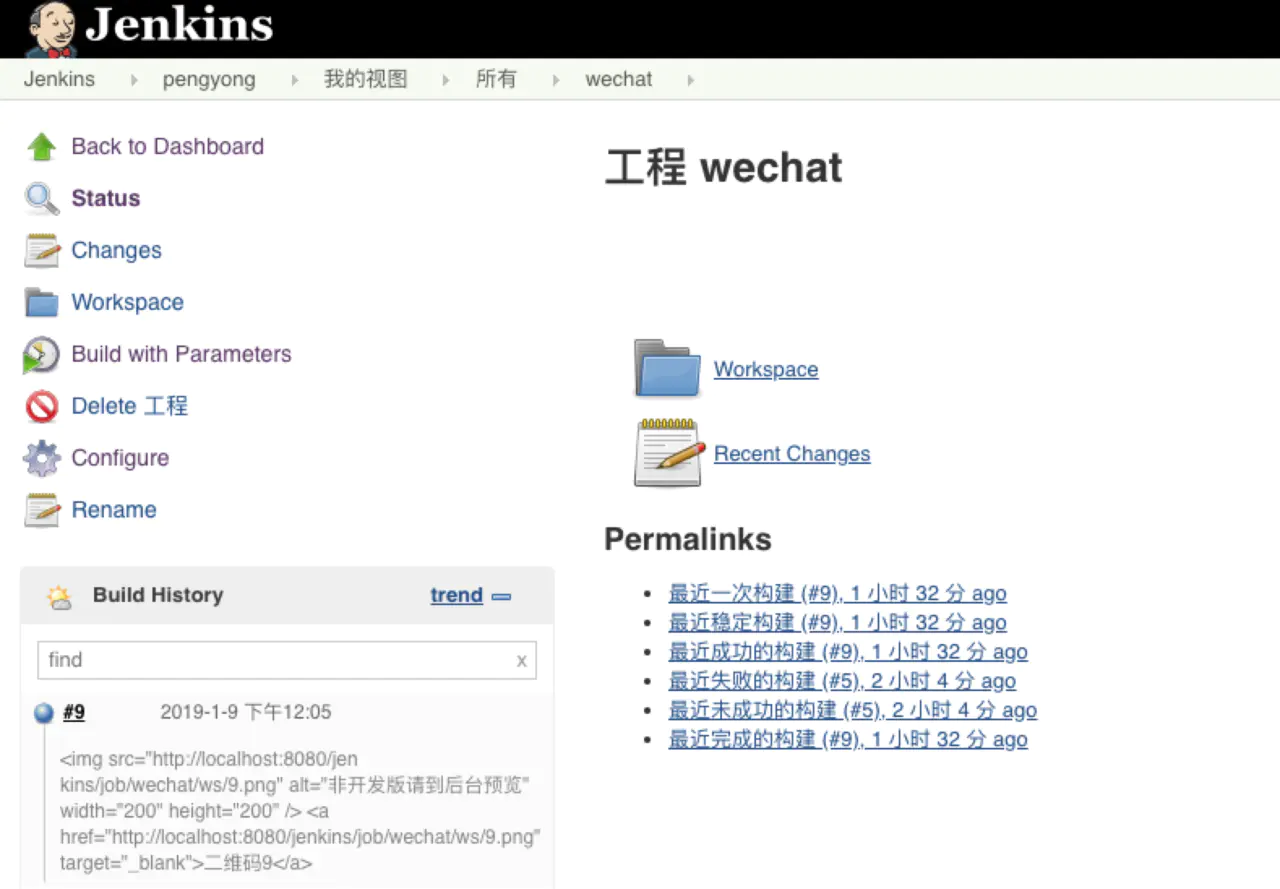 Jenkins
Jenkins pengyong 我的视图 所有 wechat
Back to Dashboard
Status
Changes
Workspace
Build with Parameters
Delete 工程
Configure
Rename
Build History trend
find x
#9 2019-1-9 下午12:05
<img src="http://localhost:8080/jen
kins/job/wechat/ws/9.png" alt="非开发版请到后台预览"
width="200" height="200" /> <a
href="http://localhost:8080/jenkins/job/wechat/ws/9.png"
target="_blank">二维码9</a>
工程 wechat
Workspace
Recent Changes
Permalinks
最近一次构建 (#9), 1 小时 32 分 ago
最近稳定构建 (#9), 1 小时 32 分 ago
最近成功的构建 (#9), 1 小时 32 分 ago
最近失败的构建 (#5), 2 小时 4 分 ago
最近未成功的构建 (#5), 2 小时 4 分 ago
最近完成的构建 (#9), 1 小时 32 分 ago